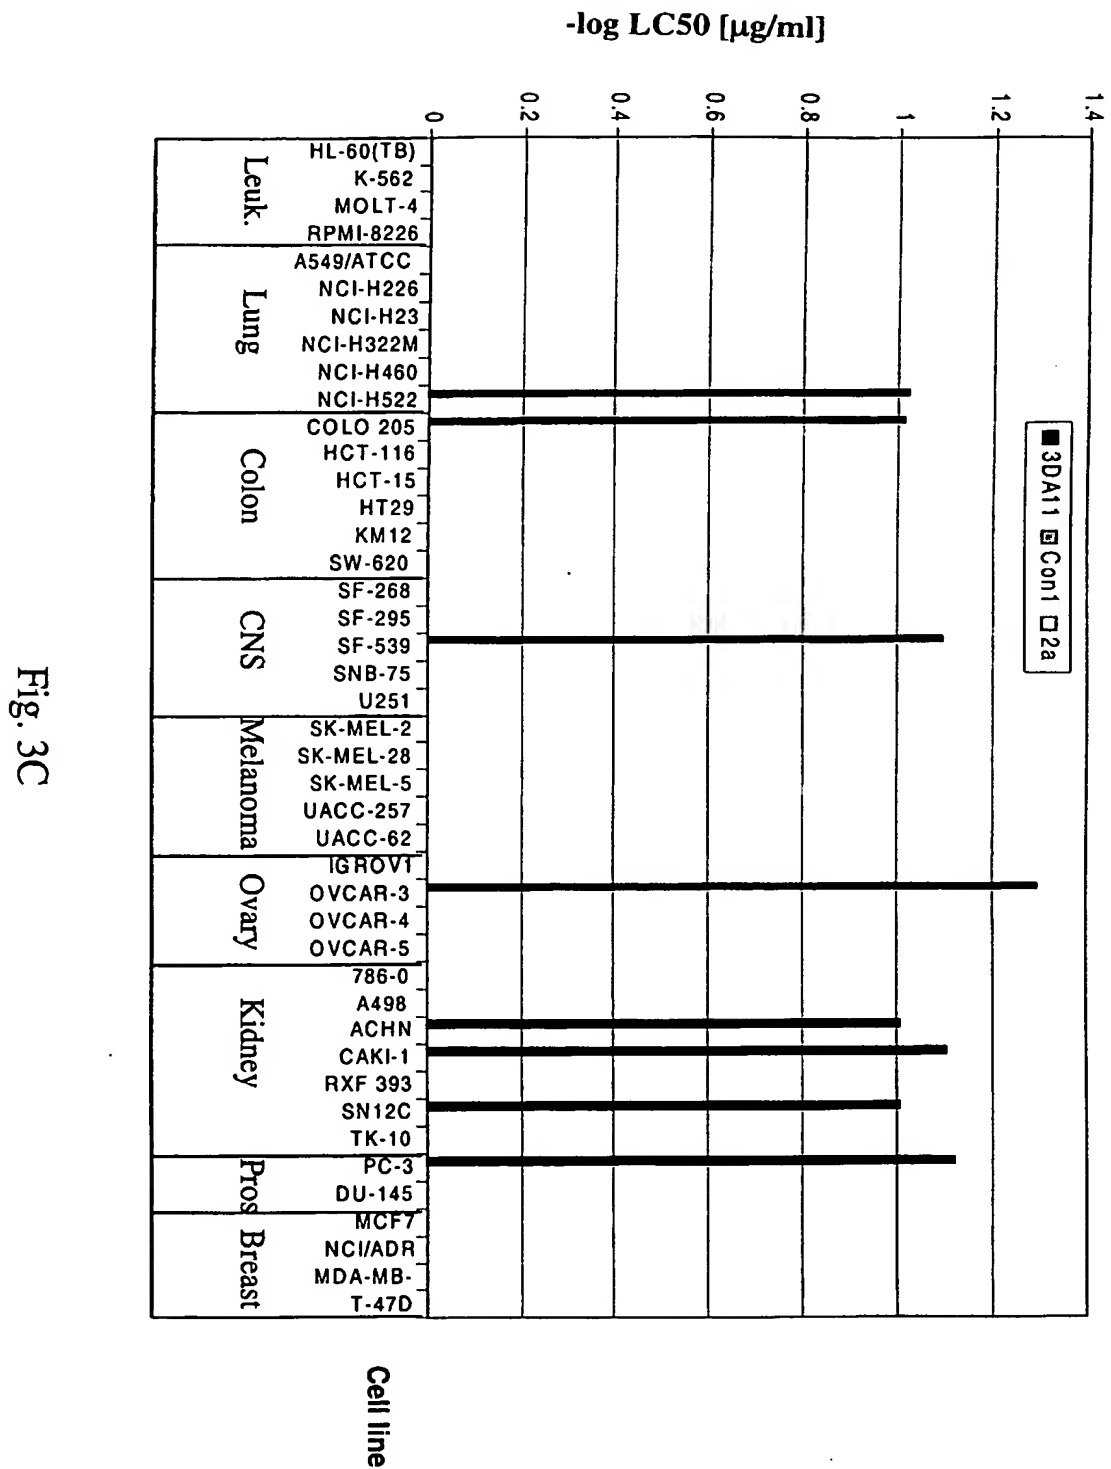 -log LC50 [µg/ml]
0
0.2
0.4
0.6
0.8
1
1.2
1.4
3DA11 Con1 2a
HL-60(TB)
K-562
MOLT-4
RPMI-8226
Leuk.
A549/ATCC
NCI-H226
NCI-H23
NCI-H322M
NCI-H460
NCI-H522
Lung
COLO 205
HCT-116
HCT-15
HT29
KM12
SW-620
Colon
SF-268
SF-295
SF-539
SNB-75
U251
CNS
SK-MEL-2
SK-MEL-28
SK-MEL-5
UACC-257
UACC-62
Melanoma
IGROV1
OVCAR-3
OVCAR-4
OVCAR-5
Ovary
786-0
A498
ACHN
CAKI-1
RXF 393
SN12C
TK-10
Kidney
PC-3
DU-145
Pros
MCF7
NCI/ADR
MDA-MB-
T-47D
Breast
Cell line
Fig. 3C